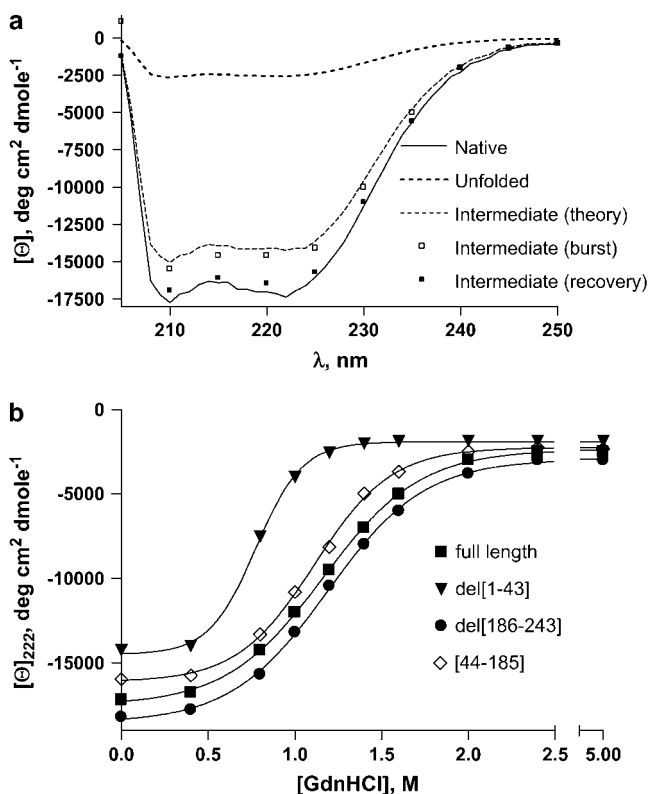 a
0
-2500
-5000
-7500
-10000
-12500
-15000
-17500
[Θ], deg cm² dmole⁻¹
Native
Unfolded
Intermediate (theory)
Intermediate (burst)
Intermediate (recovery)
210 220 230 240 250
λ, nm
b
0
-5000
-10000
-15000
[Θ]₂₂₂, deg cm² dmole⁻¹
full length
del[1-43]
del[186-243]
[44-185]
0.0 0.5 1.0 1.5 2.0 2.5 5.00
[GdnHCl], M